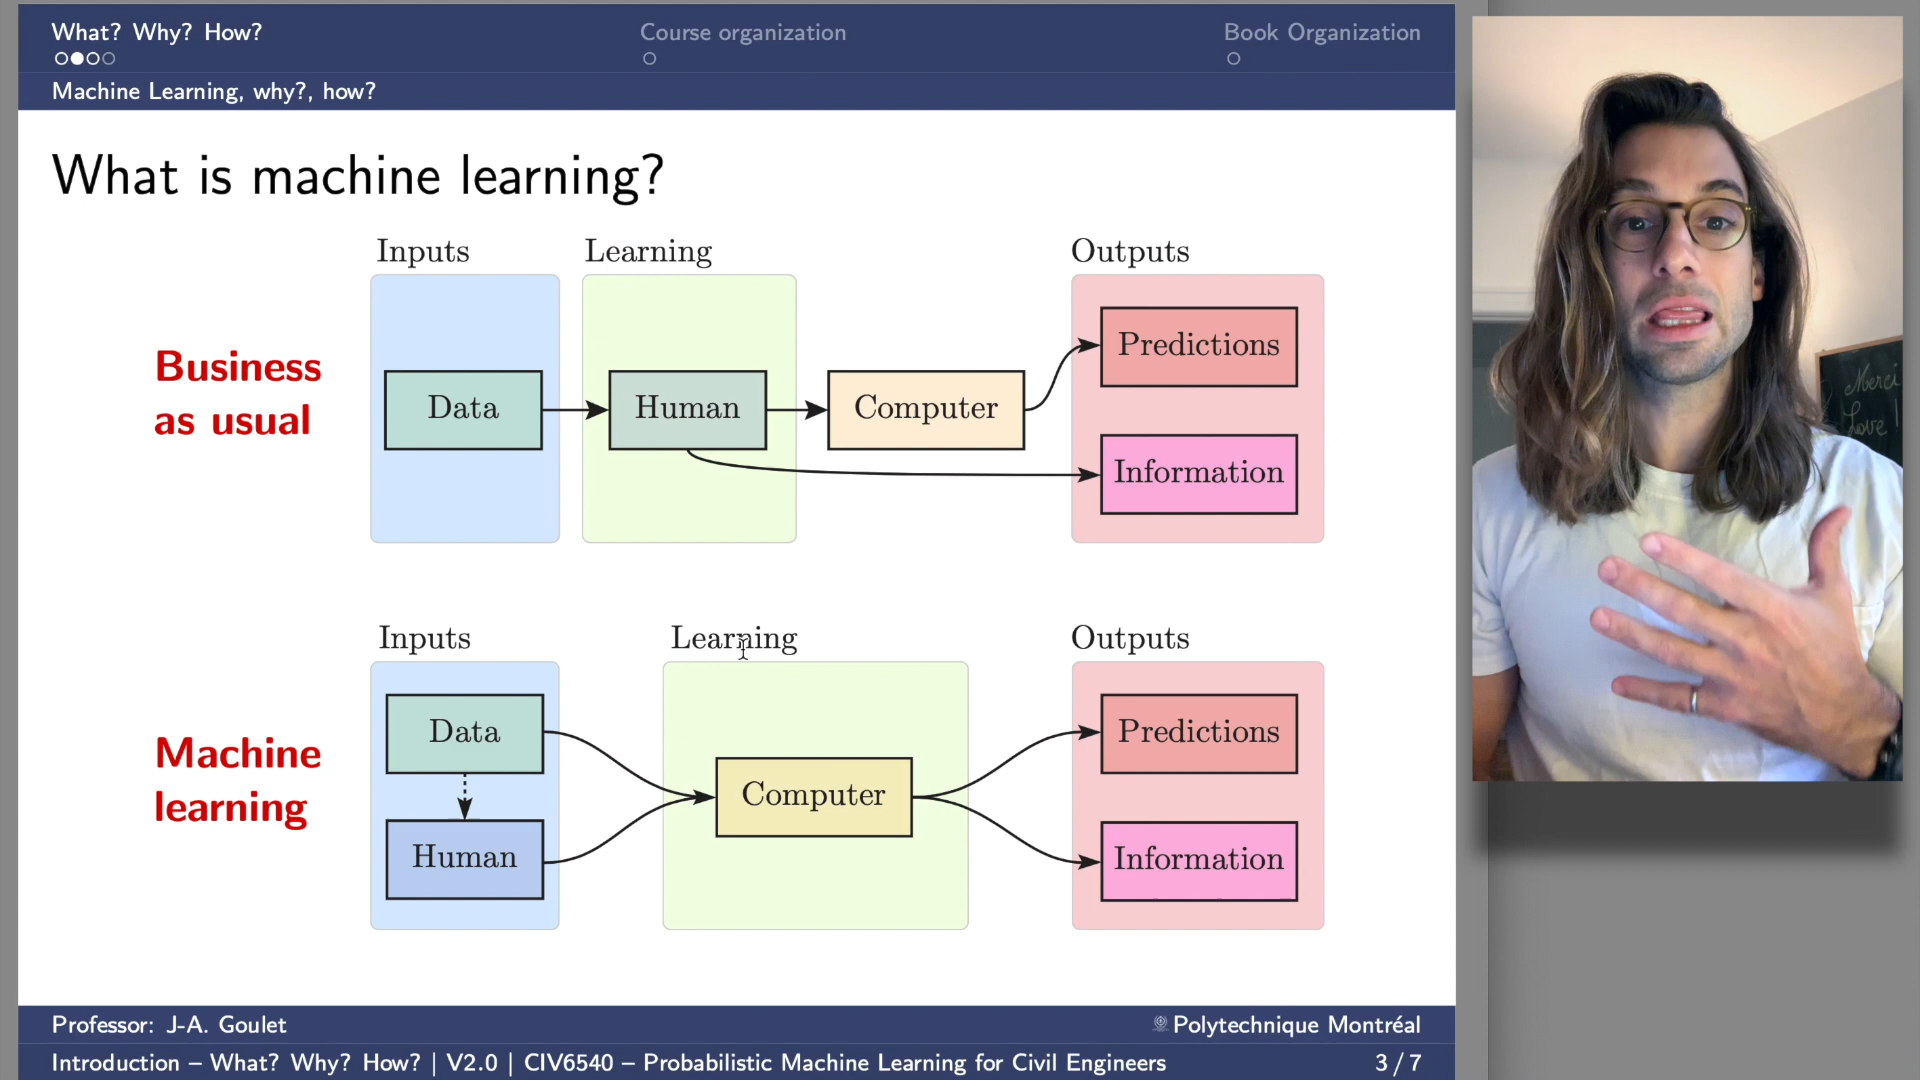 What? Why? How?
Course organization
Book Organization
Machine Learning, why?, how?
What is machine learning?
Inputs
Learning
Outputs
Business
as usual
Data
Human
Computer
Predictions
Information
Inputs
Learning
Outputs
Machine
learning
Data
Human
Computer
Predictions
Information
Professor: J-A. Goulet
Polytechnique Montréal
Introduction – What? Why? How? | V2.0 | CIV6540 – Probabilistic Machine Learning for Civil Engineers
3 / 7
Merci
Love !